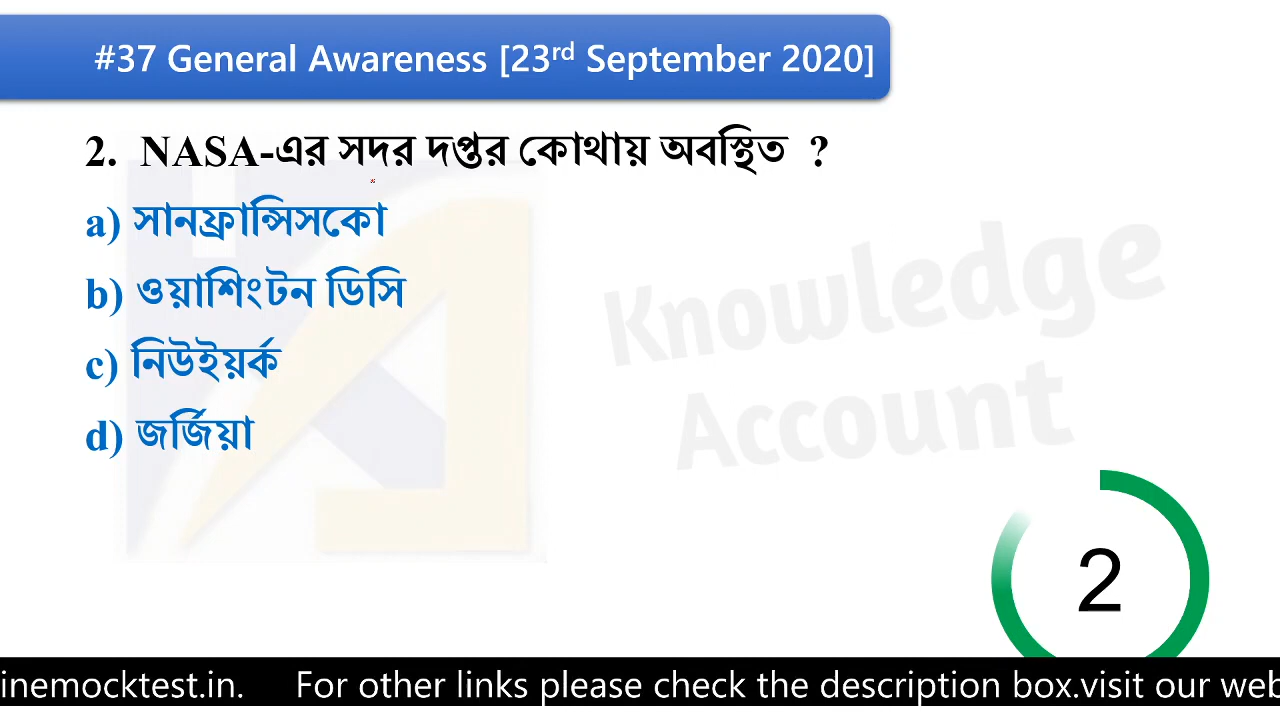 #37 General Awareness [23rd September 2020]
2. NASA-এর সদর দপ্তর কোথায় অবস্থিত ?
a) সানফ্রান্সিসকো
b) ওয়াশিংটন ডিসি
c) নিউইয়র্ক
d) জর্জিয়া
Knowledge
Account
2
inemocktest.in. For other links please check the description box.visit our web